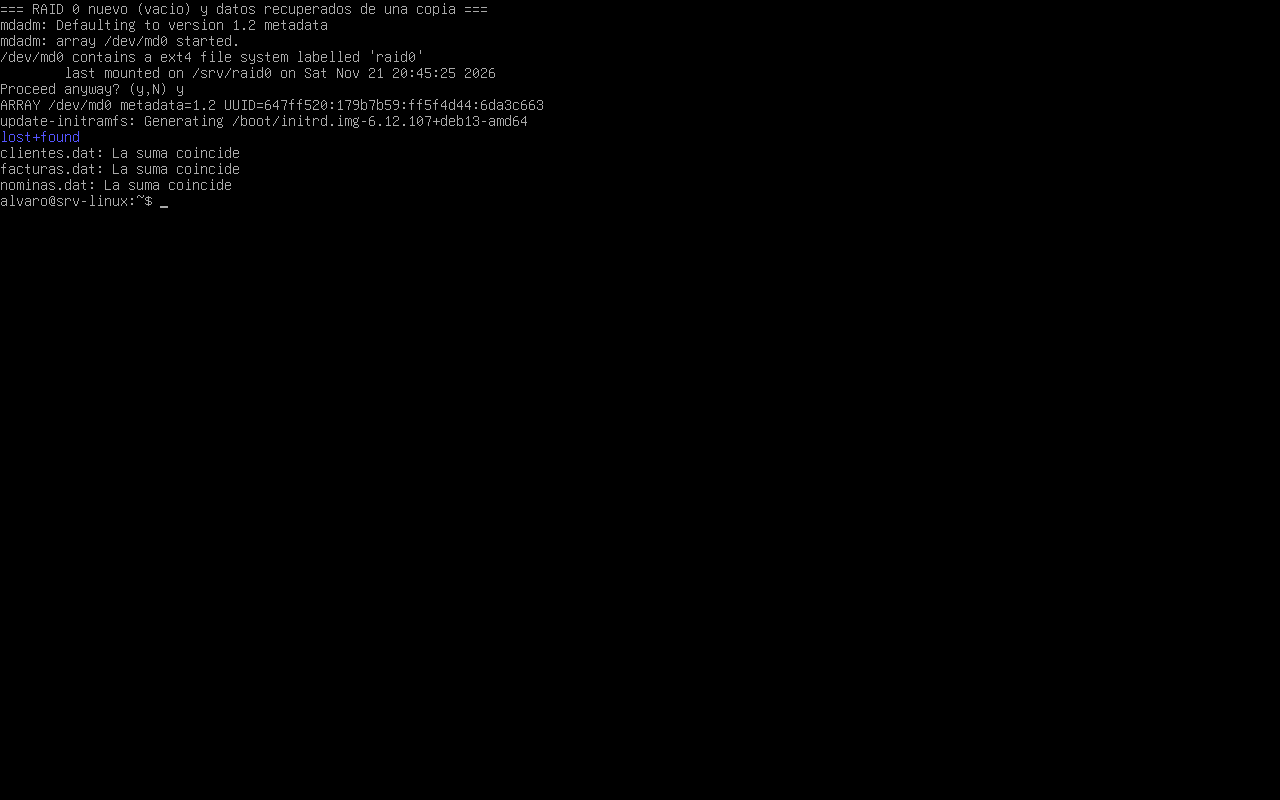 === RAID 0 nuevo (vacio) y datos recuperados de una copia ===
mdadm: Defaulting to version 1.2 metadata
mdadm: array /dev/md0 started.
/dev/md0 contains a ext4 file system labelled 'raid0'
        last mounted on /srv/raid0 on Sat Nov 21 20:45:25 2026
Proceed anyway? (y,N) y
ARRAY /dev/md0 metadata=1.2 UUID=647ff520:179b7b59:ff5f4d44:6da3c663
update-initramfs: Generating /boot/initrd.img-6.12.107+deb13-amd64
lost+found
clientes.dat: La suma coincide
facturas.dat: La suma coincide
nominas.dat: La suma coincide
alvaro@srv-linux:~$ _